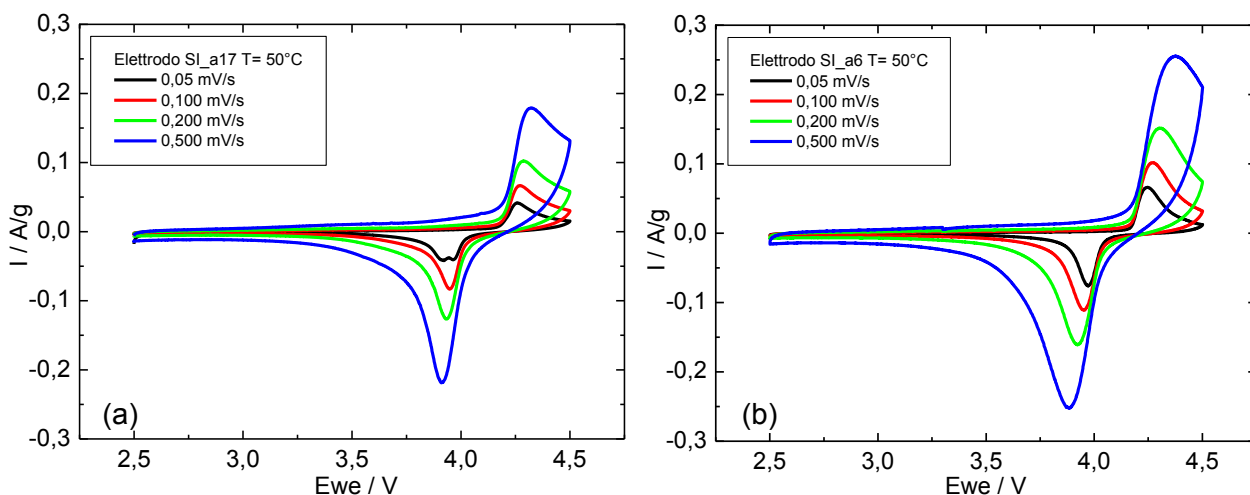 0,3
0,2
0,1
0,0
-0,1
-0,2
-0,3
I / A/g
Elettrodo SI_a17 T= 50°C
0,05 mV/s
0,100 mV/s
0,200 mV/s
0,500 mV/s
(a)
2,5 3,0 3,5 4,0 4,5
Ewe / V
0,3
0,2
0,1
0,0
-0,1
-0,2
-0,3
I / A/g
Elettrodo SI_a6 T= 50°C
0,05 mV/s
0,100 mV/s
0,200 mV/s
0,500 mV/s
(b)
2,5 3,0 3,5 4,0 4,5
Ewe / V